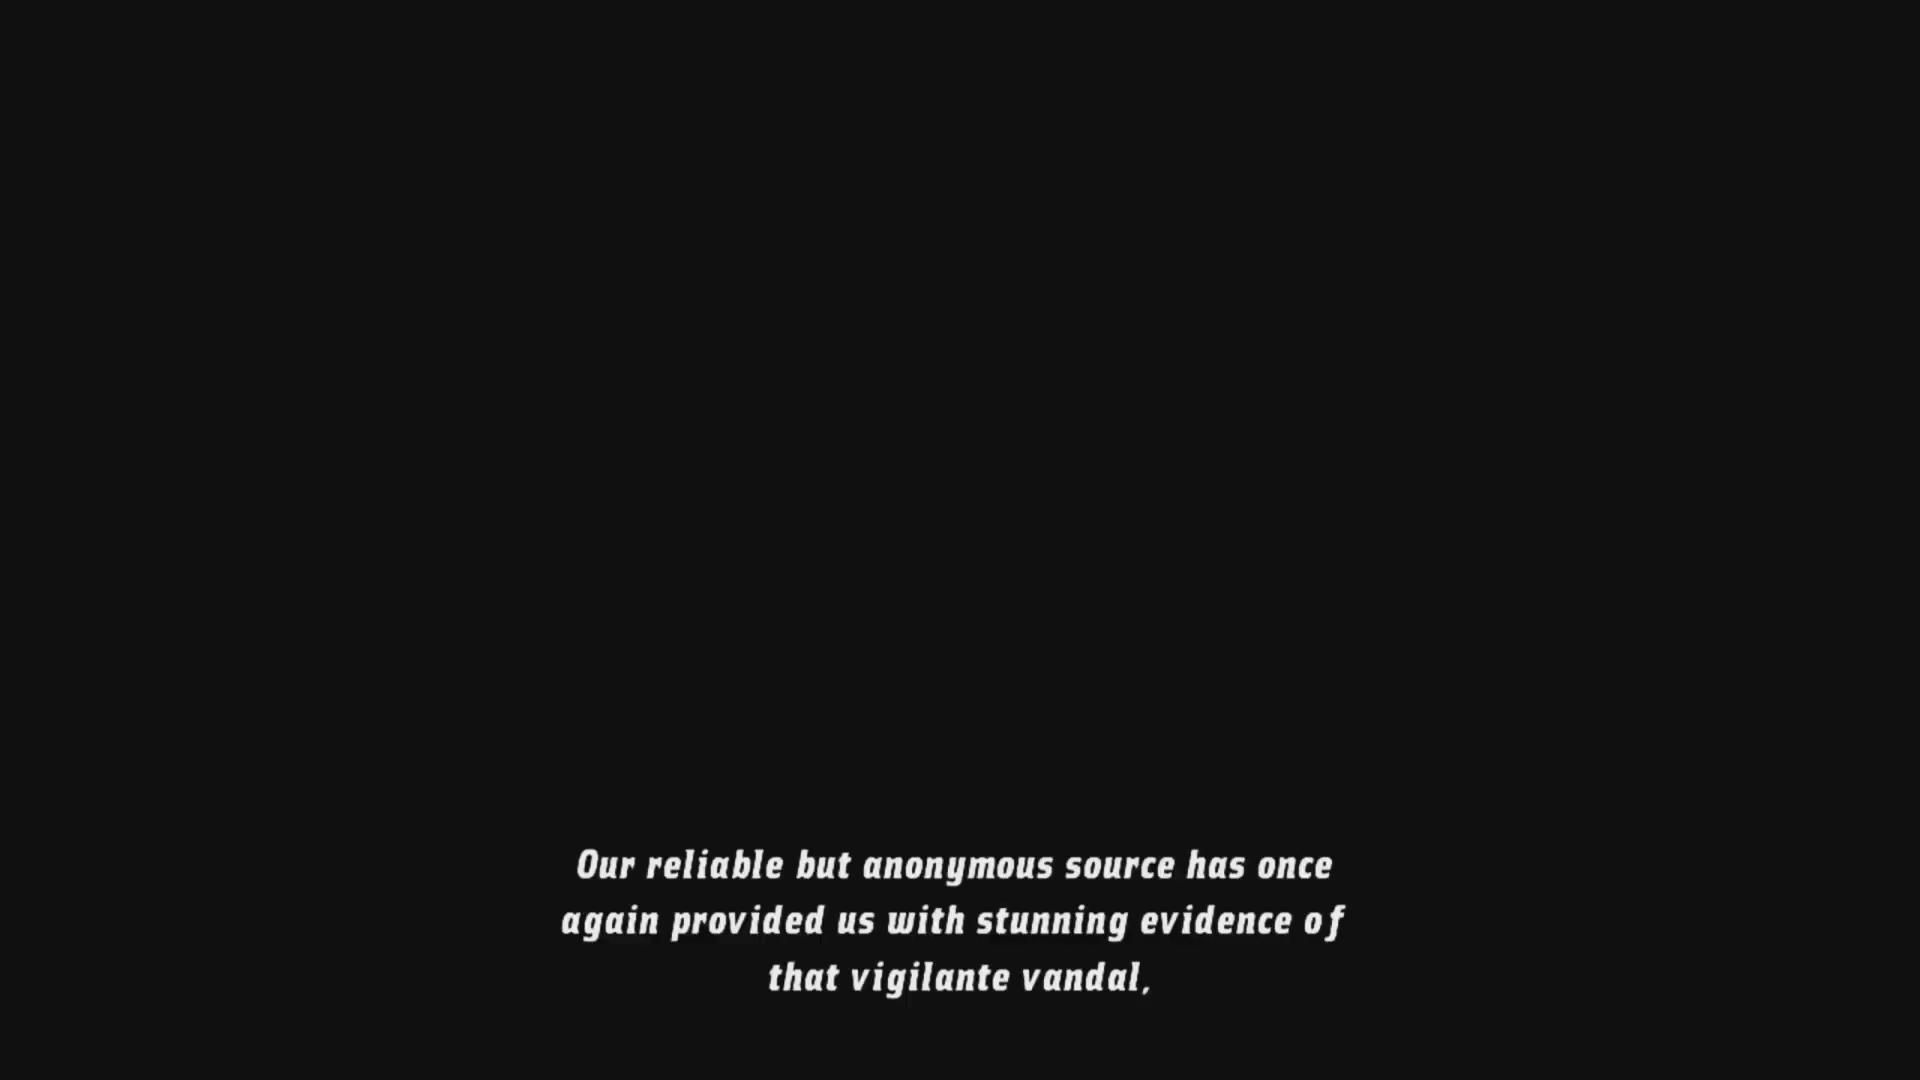 Our reliable but anonymous source has once
again provided us with stunning evidence of
that vigilante vandal,